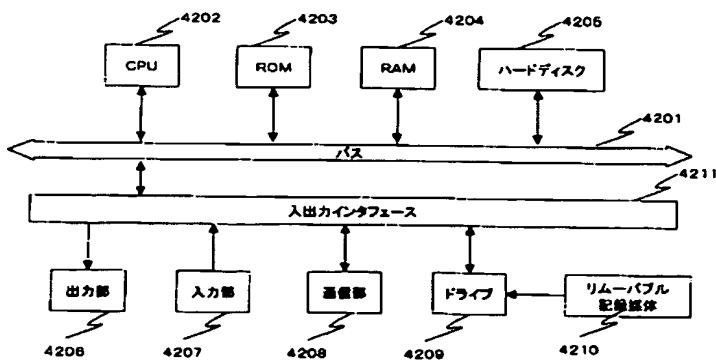 4202
4203
4204
4205
CPU
ROM
RAM
ハードディスク
4201
バス
4211
入出力インタフェース
出力部
入力部
通信部
ドライブ
リムーバブル
記録媒体
4206
4207
4208
4209
4210